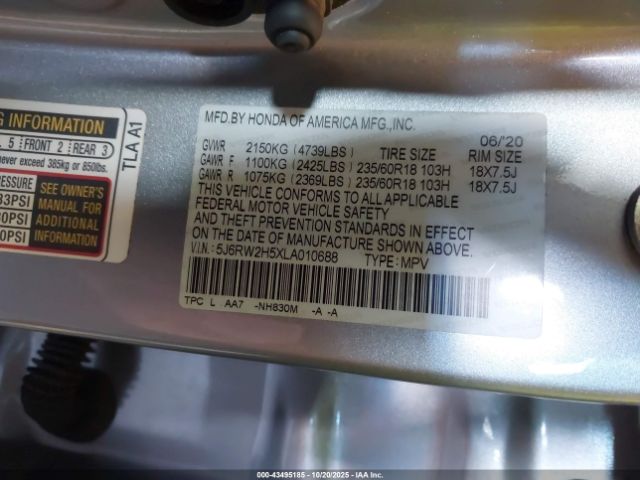 G INFORMATION
L 5 FRONT 2 REAR 3
never exceed 385kg or 850lbs.
PRESSURE
33PSI
30PSI
0PSI
SEE OWNER'S
MANUAL FOR
ADDITIONAL
INFORMATION
TLA A1
MFD.BY HONDA OF AMERICA MFG.,INC.
06/'20
GVWR 2150KG (4739LBS) TIRE SIZE RIM SIZE
GAWR F 1100KG (2425LBS) 235/60R18 103H 18X7.5J
GAWR R 1075KG (2369LBS) 235/60R18 103H 18X7.5J
THIS VEHICLE CONFORMS TO ALL APPLICABLE
FEDERAL MOTOR VEHICLE SAFETY
AND THEFT PREVENTION STANDARDS IN EFFECT
ON THE DATE OF MANUFACTURE SHOWN ABOVE.
V.I.N.: 5J6RW2H5XLA010688 TYPE: MPV
TPC L AA7 -NH830M -A -A
000-43495185 - 10/20/2025 - IAA Inc.